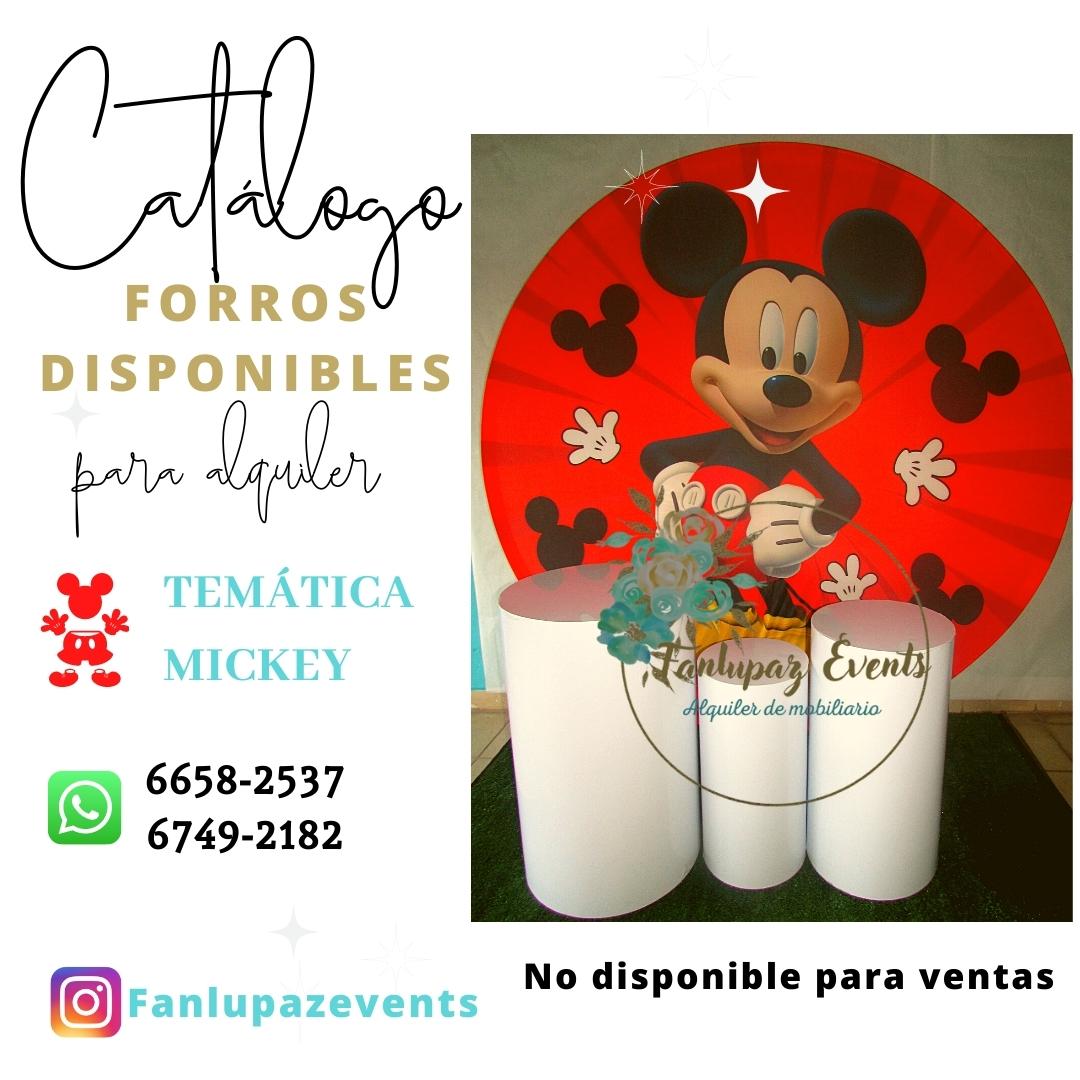 Catálogo
FORROS
DISPONIBLES
para alquiler
TEMÁTICA
MICKEY
6658-2537
6749-2182
Fanlupazevents
Fanlupaz Events
Alquiler de mobiliario
No disponible para ventas